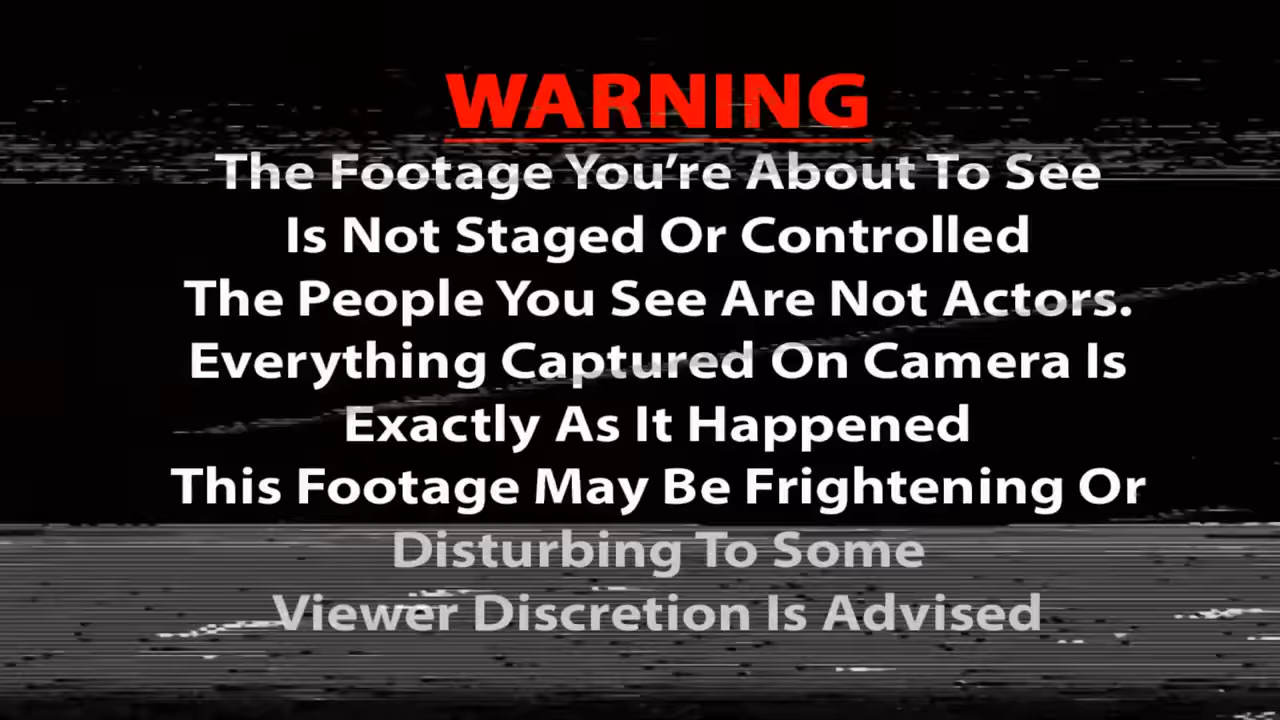 WARNING
The Footage You’re About To See
Is Not Staged Or Controlled
The People You See Are Not Actors.
Everything Captured On Camera Is
Exactly As It Happened
This Footage May Be Frightening Or
Disturbing To Some
Viewer Discretion Is Advised